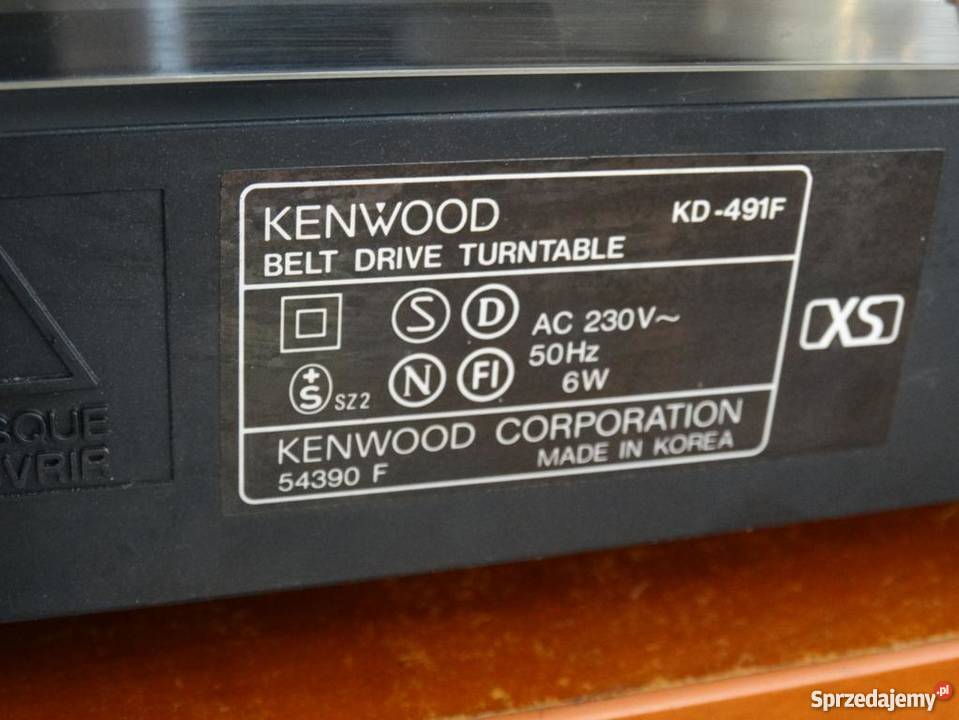 KENWOOD KD-491F
BELT DRIVE TURNTABLE
S D AC 230V~
50Hz
+S SZ2 N FI 6W
KENWOOD CORPORATION
54390 F MADE IN KOREA
XS
SQUE
VRIR
Sprzedajemy.pl